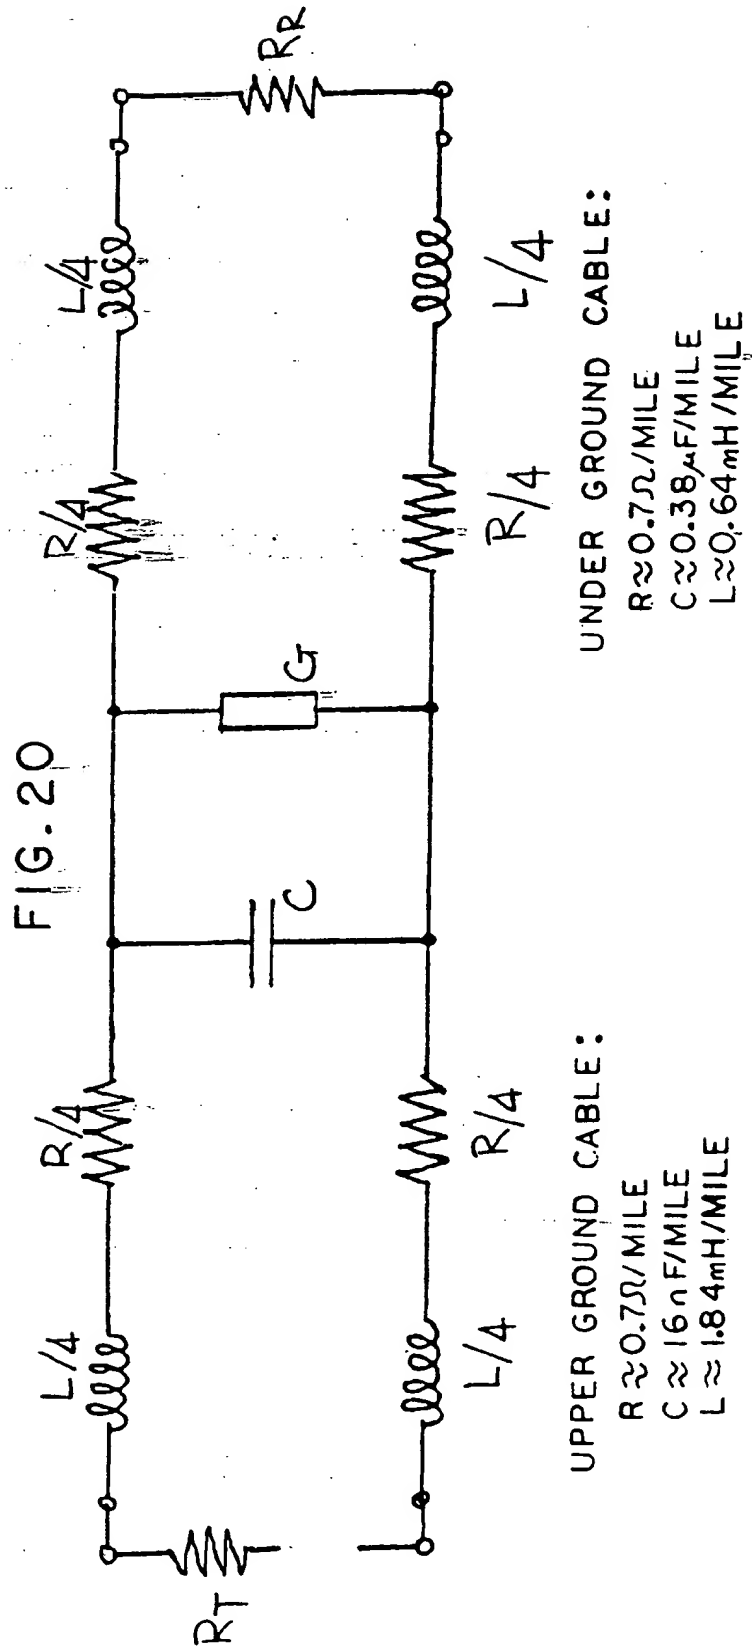 FIG. 20
L/4
R/4
R/4
L/4
RT
C
G
RR
L/4
R/4
R/4
L/4
UPPER GROUND CABLE:
R≈0.7Ω/MILE
C≈16nF/MILE
L≈1.84mH/MILE
UNDER GROUND CABLE:
R≈0.7Ω/MILE
C≈0.38μF/MILE
L≈0.64mH/MILE